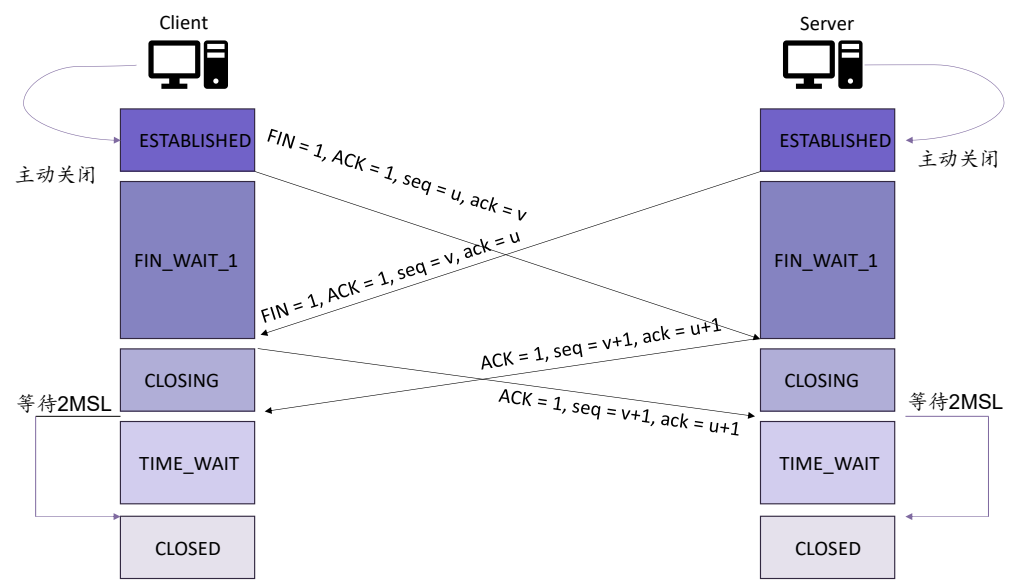 Client
Server
ESTABLISHED
ESTABLISHED
主动关闭
主动关闭
FIN = 1, ACK = 1, seq = u, ack = v
FIN_WAIT_1
FIN_WAIT_1
FIN = 1, ACK = 1, seq = v, ack = u
ACK = 1, seq = v+1, ack = u+1
CLOSING
CLOSING
等待2MSL
等待2MSL
ACK = 1, seq = v+1, ack = u+1
TIME_WAIT
TIME_WAIT
CLOSED
CLOSED